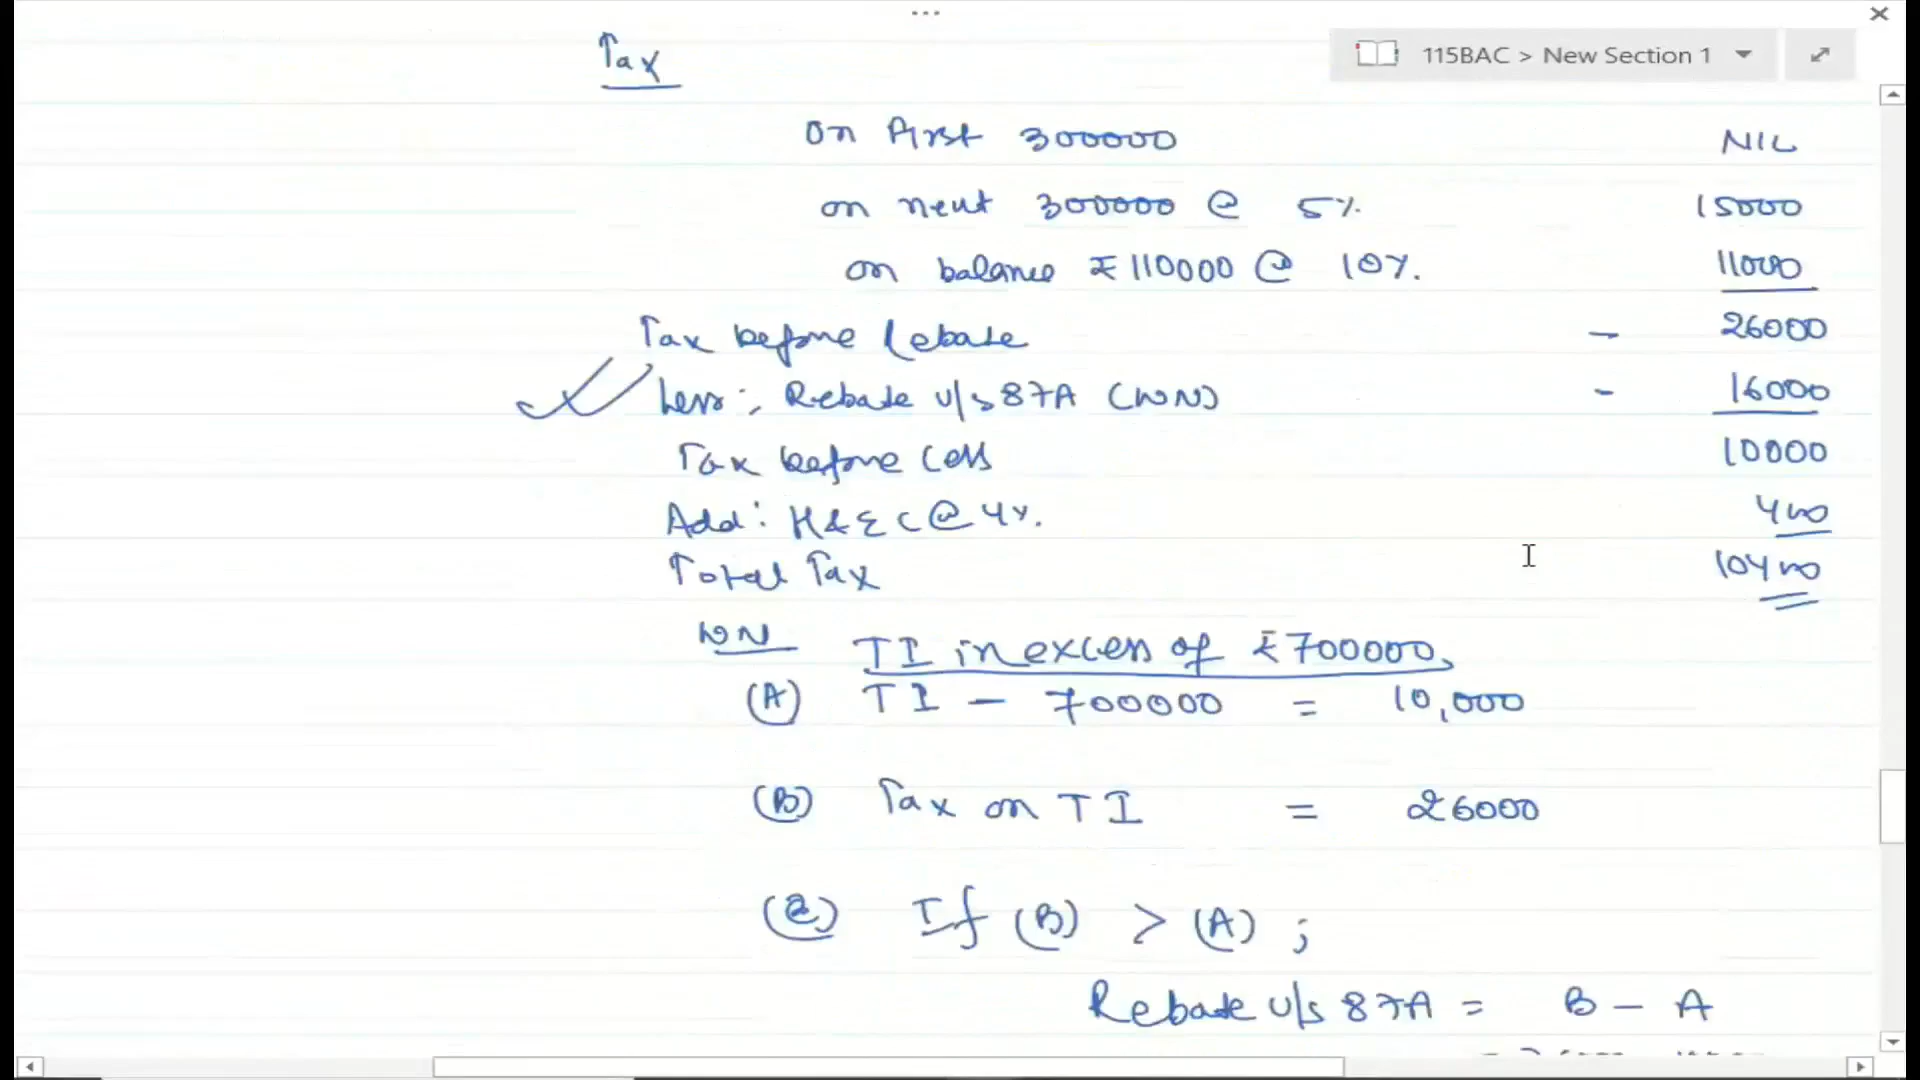 ...
115BAC > New Section 1
Tax
on First 300000 NIL
on next 300000 @ 5% 15000
on balance ₹110000 @ 10% 11000
Tax before Rebate - 26000
Less:, Rebate u/s 87A (WN) - 16000
Tax before Cess 10000
Add: H&EC@4%. 400
Total Tax 10400
WN TI in excess of ₹700000,
(A) TI - 700000 = 10,000
(B) Tax on TI = 26000
(C) If (B) > (A) ;
Rebate u/s 87A = B - A